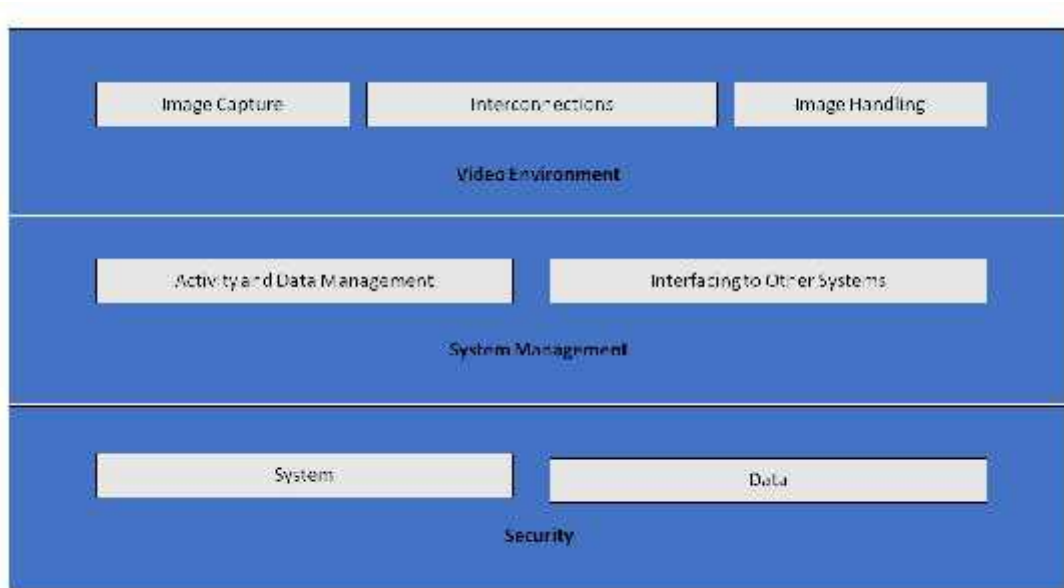 Image Capture
Interconnections
Image Handling
Video Environment
Activity and Data Management
Interfacing to Other Systems
System Management
System
Data
Security